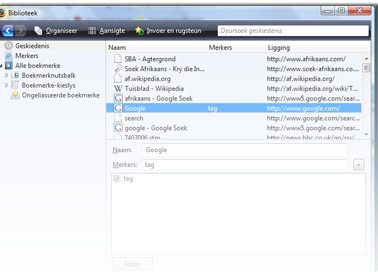 Biblioteek
Organiseer Aansigte Invoer en rugsteun Deursoek geskiedenis
Geskiedenis
Merkers
Alle boekmerke
Boekmerknutsbalk
Boekmerke-kieslys
Ongeliasseerde boekmerke
Naam Merkers Ligging
SBA - Agtergrond http://www.afrikaans.com/
Soek Afrikaans - Kry die In... http://www.soek-afrikaans.co....
af.wikipedia.org http://af.wikipedia.org/
Tuisblad - Wikipedia http://af.wikipedia.org/wiki/T...
afrikaans - Google Soek http://www5.google.com/sear...
Google tag http://www.google.com/
search http://www.google.com/searc...
google - Google Soek http://www5.google.com/sear...
7403006.stm http://news.bbc.co.uk/go/rss/...
Naam: Google
Merkers: tag
tag
Meer